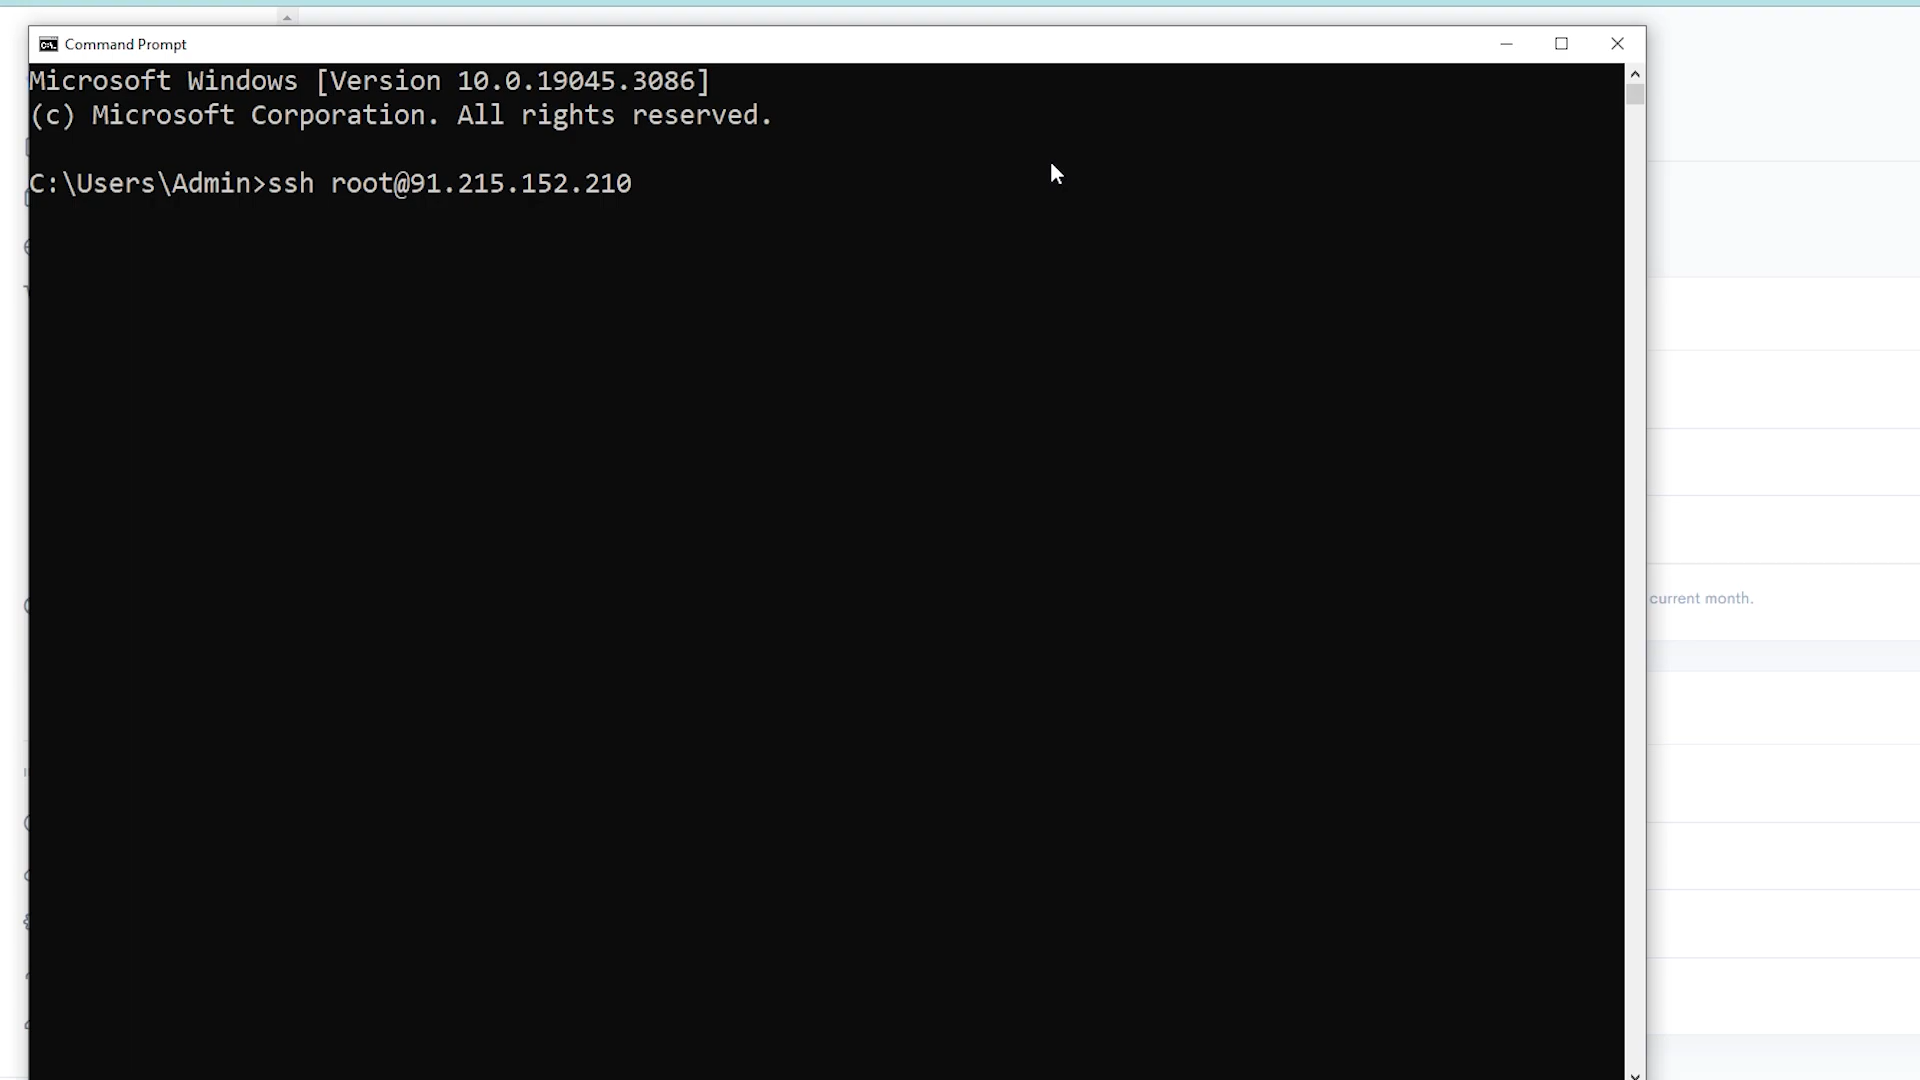 Command Prompt
Microsoft Windows [Version 10.0.19045.3086]
(c) Microsoft Corporation. All rights reserved.
C:\Users\Admin>ssh root@91.215.152.210
current month.